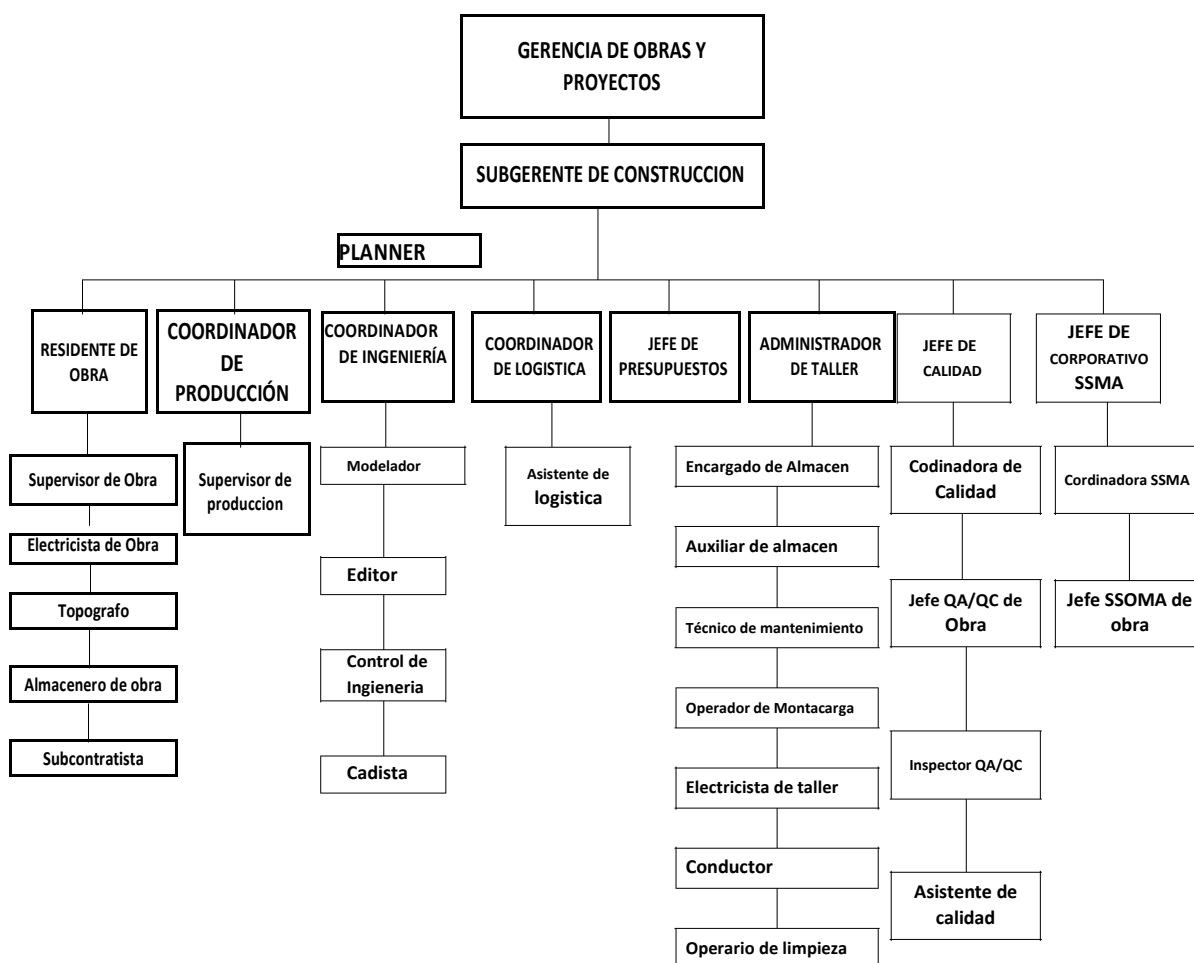 GERENCIA DE OBRAS Y
PROYECTOS
SUBGERENTE DE CONSTRUCCION
PLANNER
RESIDENTE DE
OBRA
COORDINADOR
DE
PRODUCCIÓN
COORDINADOR
DE INGENIERÍA
COORDINADOR
DE LOGISTICA
JEFE DE
PRESUPUESTOS
ADMINISTRADOR
DE TALLER
JEFE DE
CALIDAD
JEFE DE
CORPORATIVO
SSMA
Supervisor de Obra
Electricista de Obra
Topografo
Almacenero de obra
Subcontratista
Supervisor de
produccion
Modelador
Editor
Control de
Ingieneria
Cadista
Asistente de
logistica
Encargado de Almacen
Auxiliar de almacen
Técnico de mantenimiento
Operador de Montacarga
Electricista de taller
Conductor
Operario de limpieza
Codinadora de
Calidad
Jefe QA/QC de
Obra
Inspector QA/QC
Asistente de
calidad
Cordinadora SSMA
Jefe SSOMA de
obra